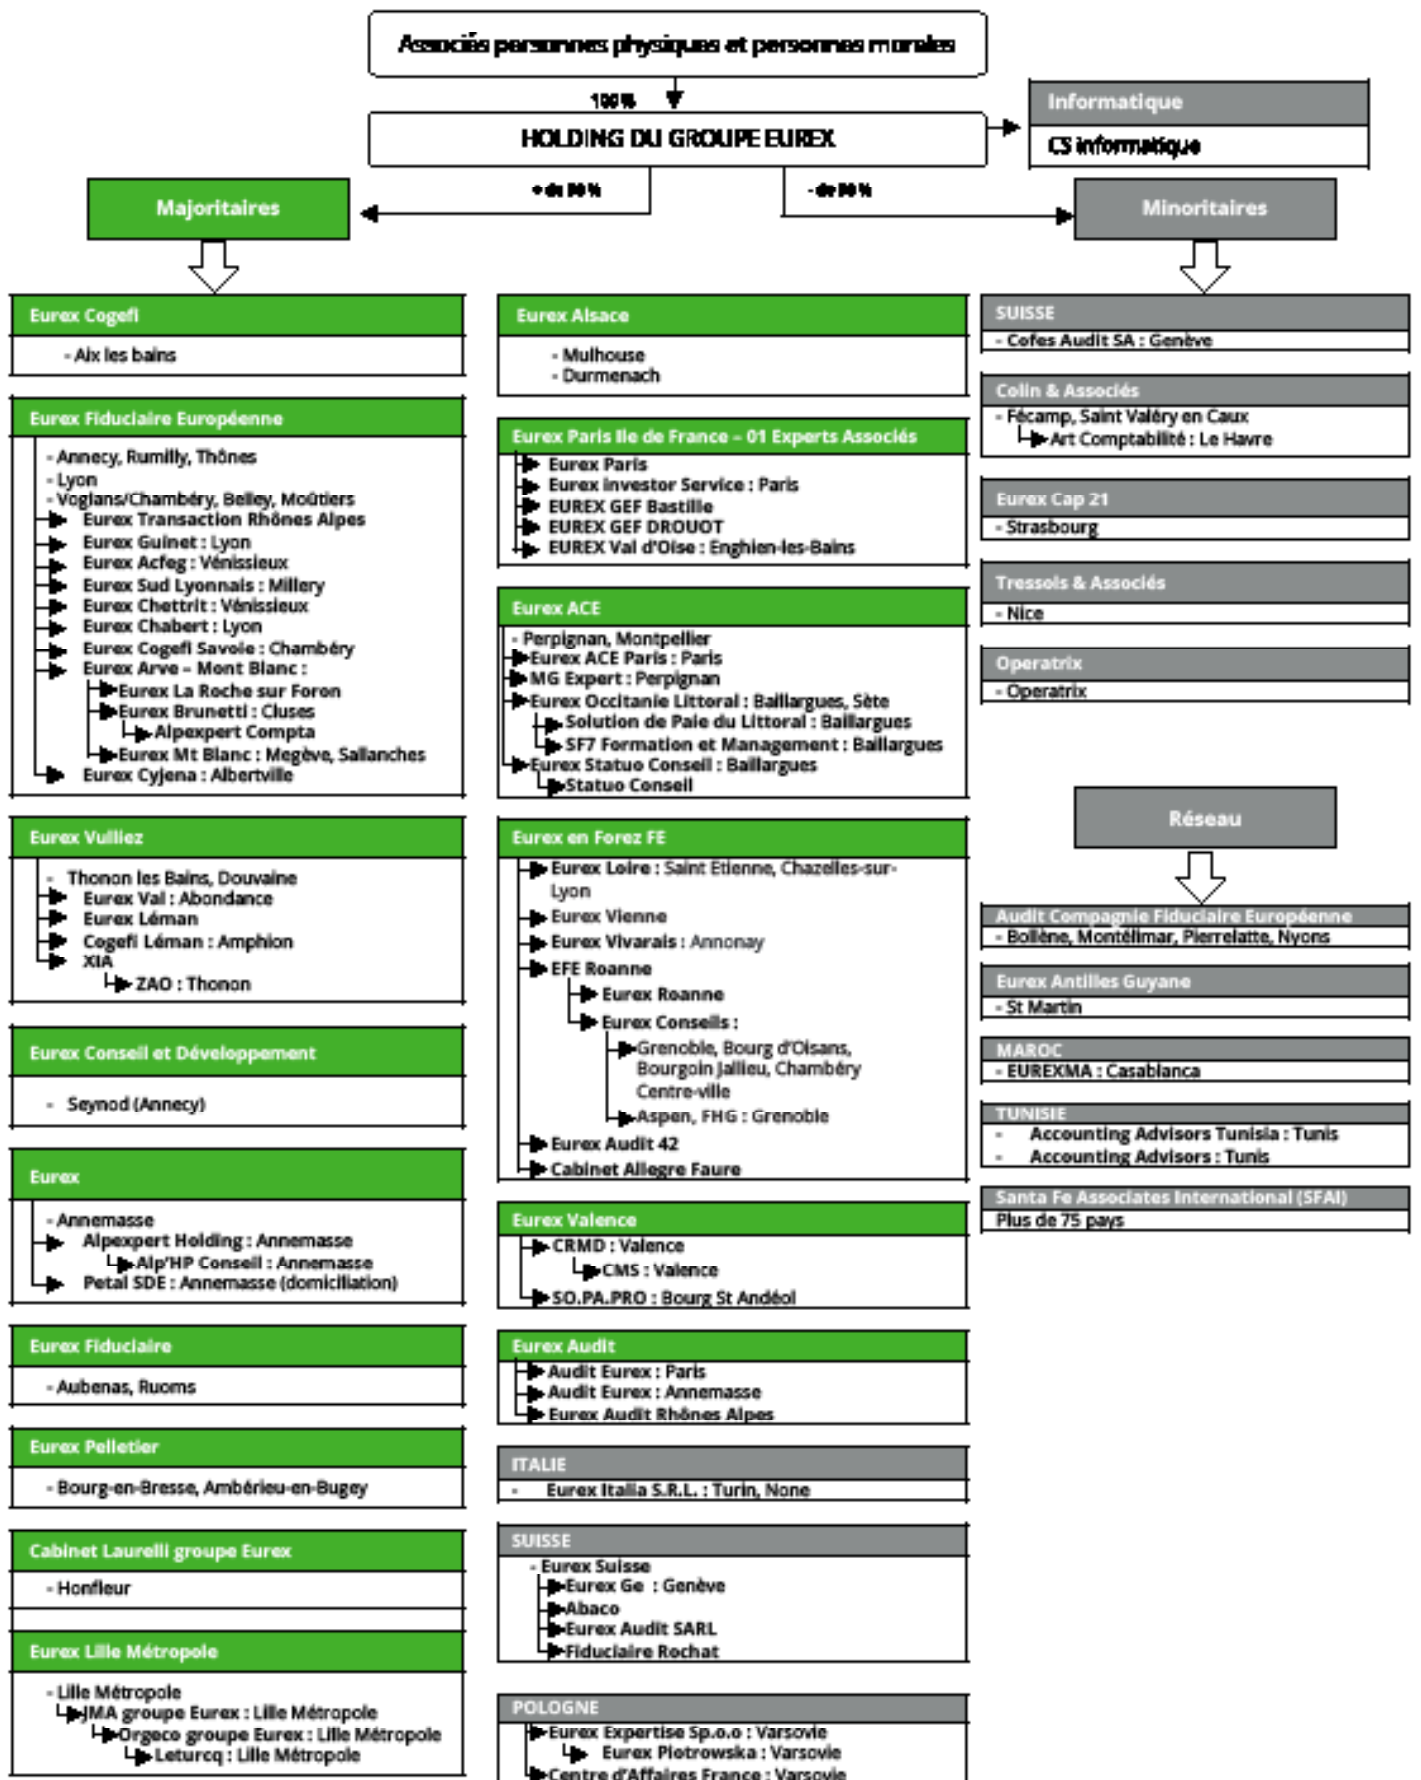 Associés personnes physiques et personnes morales
100 %
HOLDING DU GROUPE EUREX
Informatique
CS informatique
+ de 50 %
- de 50 %
Majoritaires
Minoritaires
Eurex Cogefi
- Aix les bains
Eurex Fiduciaire Européenne
- Annecy, Rumilly, Thônes
- Lyon
- Voglans/Chambéry, Belley, Moûtiers
Eurex Transaction Rhônes Alpes
Eurex Guinet : Lyon
Eurex Acfeg : Vénissieux
Eurex Sud Lyonnais : Millery
Eurex Chettrit : Vénissieux
Eurex Chabert : Lyon
Eurex Cogefi Savoie : Chambéry
Eurex Arve – Mont Blanc :
Eurex La Roche sur Foron
Eurex Brunetti : Cluses
Alpexpert Compta
Eurex Mt Blanc : Megève, Sallanches
Eurex Cyjena : Albertville
Eurex Vulliez
- Thonon les Bains, Douvaine
Eurex Val : Abondance
Eurex Léman
Cogefi Léman : Amphion
XIA
ZAO : Thonon
Eurex Conseil et Développement
- Seynod (Annecy)
Eurex
- Annemasse
Alpexpert Holding : Annemasse
Alp'HP Conseil : Annemasse
Petal SDE : Annemasse (domiciliation)
Eurex Fiduciaire
- Aubenas, Ruoms
Eurex Pelletier
- Bourg-en-Bresse, Ambérieu-en-Bugey
Cabinet Laurelli groupe Eurex
- Honfleur
Eurex Lille Métropole
- Lille Métropole
JMA groupe Eurex : Lille Métropole
Orgeco groupe Eurex : Lille Métropole
Leturcq : Lille Métropole
Eurex Alsace
- Mulhouse
- Durmenach
Eurex Paris Ile de France – 01 Experts Associés
Eurex Paris
Eurex Investor Service : Paris
EUREX GEF Bastille
EUREX GEF DROUOT
EUREX Val d'Oise : Enghien-les-Bains
Eurex ACE
- Perpignan, Montpellier
Eurex ACE Paris : Paris
MG Expert : Perpignan
Eurex Occitanie Littoral : Baillargues, Sète
Solution de Paie du Littoral : Baillargues
SF7 Formation et Management : Baillargues
Eurex Statuo Conseil : Baillargues
Statuo Conseil
Eurex en Forez FE
Eurex Loire : Saint Etienne, Chazelles-sur-
Lyon
Eurex Vienne
Eurex Vivarais : Annonay
EFE Roanne
Eurex Roanne
Eurex Conseils :
Grenoble, Bourg d'Oisans,
Bourgoin Jallieu, Chambéry
Centre-ville
Aspen, FHG : Grenoble
Eurex Audit 42
Cabinet Allegre Faure
Eurex Valence
CRMD : Valence
CMS : Valence
SO.PA.PRO : Bourg St Andéol
Eurex Audit
Audit Eurex : Paris
Audit Eurex : Annemasse
Eurex Audit Rhônes Alpes
ITALIE
- Eurex Italia S.R.L. : Turin, None
SUISSE
- Eurex Suisse
Eurex Ge : Genève
Abaco
Eurex Audit SARL
Fiduciaire Rochat
POLOGNE
Eurex Expertise Sp.o.o : Varsovie
Eurex Piotrowska : Varsovie
Centre d'Affaires France : Varsovie
SUISSE
- Cofes Audit SA : Genève
Colin & Associés
- Fécamp, Saint Valéry en Caux
Art Comptabilité : Le Havre
Eurex Cap 21
- Strasbourg
Tressols & Associés
- Nice
Operatrix
- Operatrix
Réseau
Audit Compagnie Fiduciaire Européenne
- Bollène, Montélimar, Pierrelatte, Nyons
Eurex Antilles Guyane
- St Martin
MAROC
- EUREXMA : Casablanca
TUNISIE
- Accounting Advisors Tunisia : Tunis
- Accounting Advisors : Tunis
Santa Fe Associates International (SFAI)
Plus de 75 pays